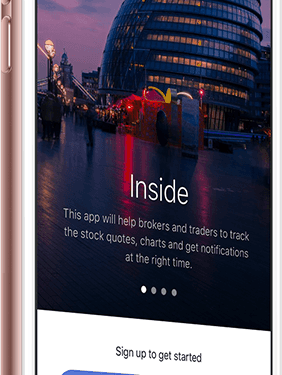 Inside
This app will help brokers and traders to track
the stock quotes, charts and get notifications
at the right time.
Sign up to get started